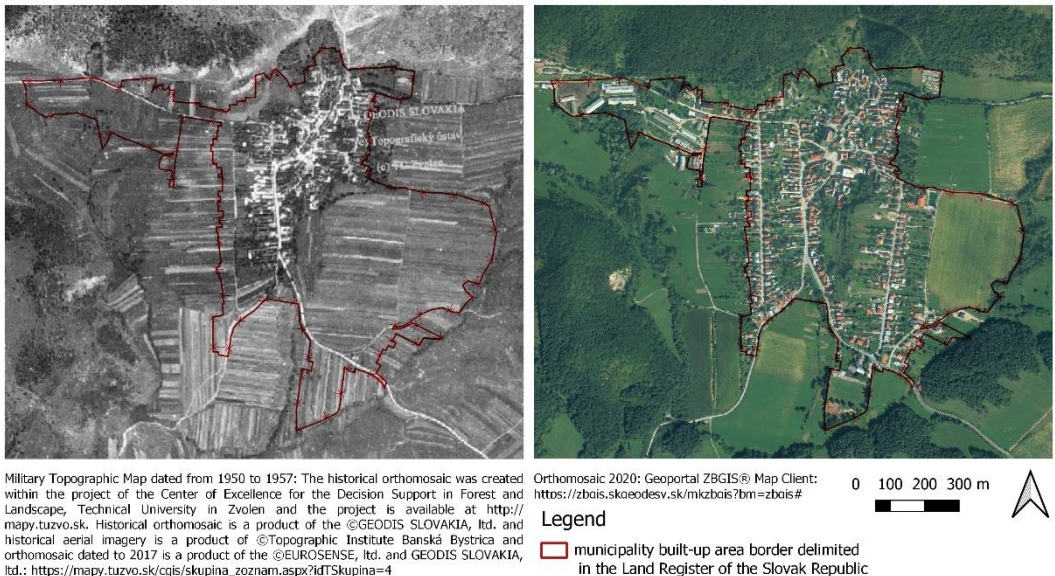 GEODIS SLOVAKIA
(c) Topografický ústav
Zvolen
Military Topographic Map dated from 1950 to 1957: The historical orthomosaic was created
within the project of the Center of Excellence for the Decision Support in Forest and
Landscape, Technical University in Zvolen and the project is available at http://
mapy.tuzvo.sk. Historical orthomosaic is a product of the ©GEODIS SLOVAKIA, ltd. and
historical aerial imagery is a product of ©Topographic Institute Banská Bystrica and
orthomosaic dated to 2017 is a product of the ©EUROSENSE, ltd. and GEODIS SLOVAKIA,
ltd.: https://mapy.tuzvo.sk/cgis/skupina_zoznam.aspx?idTSkupina=4
Orthomosaic 2020: Geoportal ZBGIS® Map Client:
https://zbgis.skgeodesy.sk/mkzbgis?bm=zbgis#
0 100 200 300 m
Legend
municipality built-up area border delimited
in the Land Register of the Slovak Republic